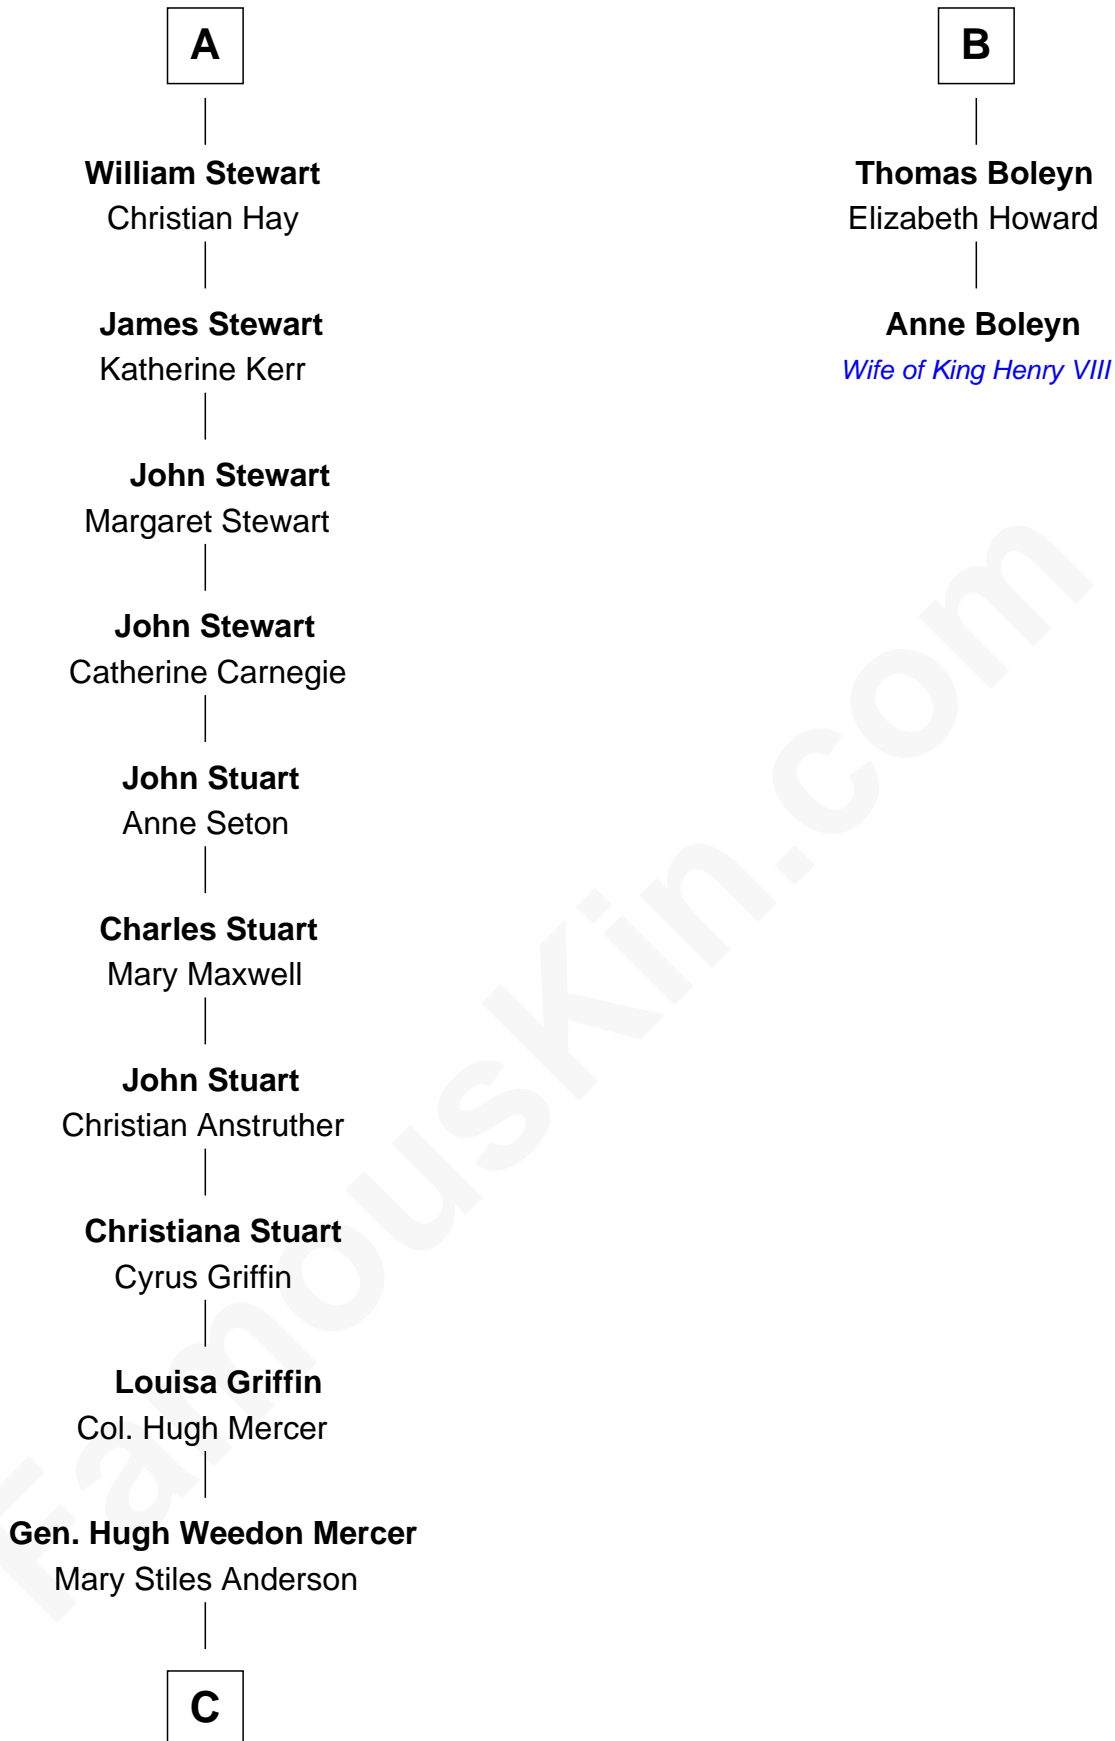 A
William Stewart
Christian Hay
James Stewart
Katherine Kerr
John Stewart
Margaret Stewart
John Stewart
Catherine Carnegie
John Stuart
Anne Seton
Charles Stuart
Mary Maxwell
John Stuart
Christian Anstruther
Christiana Stuart
Cyrus Griffin
Louisa Griffin
Col. Hugh Mercer
Gen. Hugh Weedon Mercer
Mary Stiles Anderson
C
B
Thomas Boleyn
Elizabeth Howard
Anne Boleyn
Wife of King Henry VIII
FamousKin.com